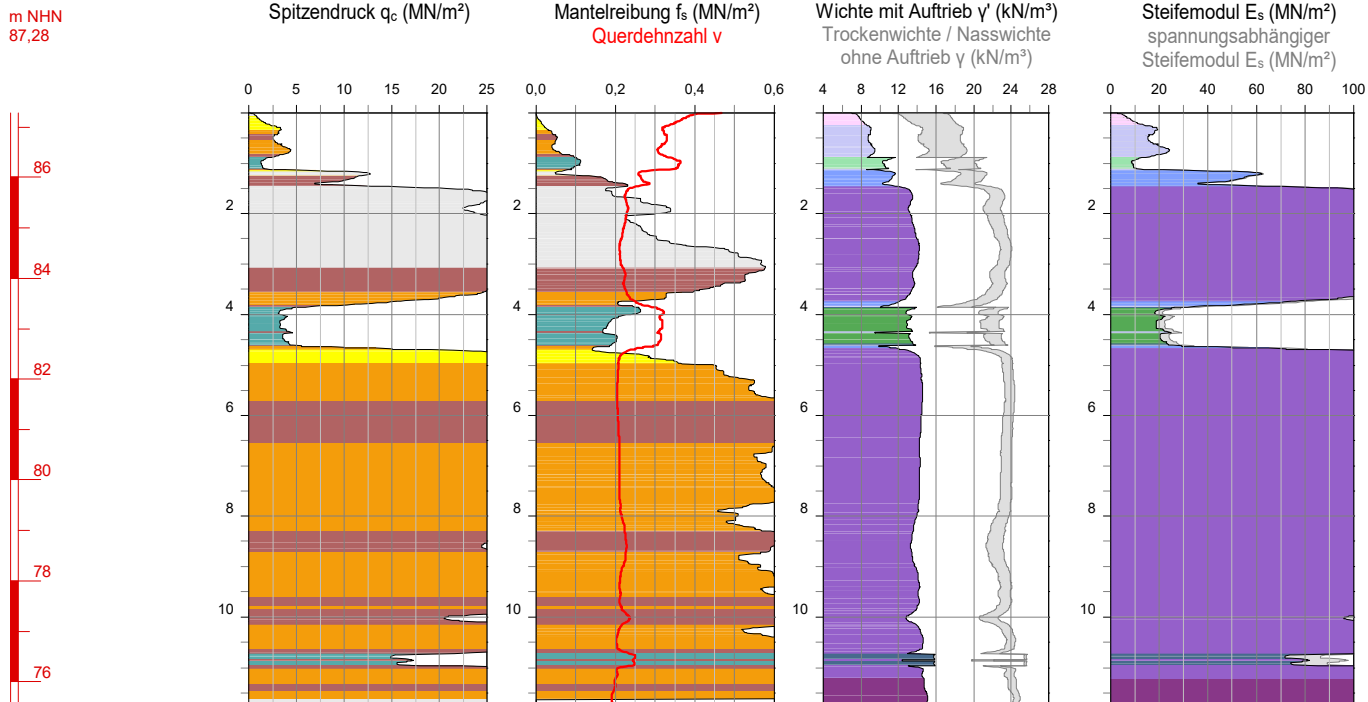 m NHN
87,28
Spitzendruck qc (MN/m²)
Mantelreibung fs (MN/m²)
Querdehnzahl ν
Wichte mit Auftrieb γ' (kN/m³)
Trockenwichte / Nasswichte
ohne Auftrieb γ (kN/m³)
Steifemodul Es (MN/m²)
spannungsabhängiger
Steifemodul Es (MN/m²)
0 5 10 15 20 25
0,0 0,2 0,4 0,6
4 8 12 16 20 24 28
0 20 40 60 80 100
86
84
82
80
78
76
2 2 2 2
4 4 4 4
6 6 6 6
8 8 8 8
10 10 10 10